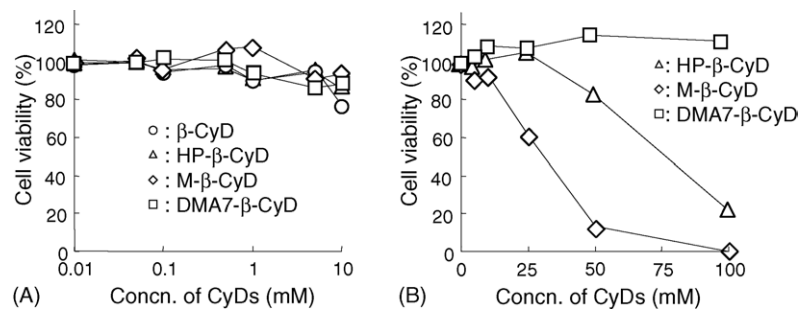 120
100
80
60
40
20
0
Cell viability (%)
○: β-CyD
△: HP-β-CyD
◇: M-β-CyD
□: DMA7-β-CyD
0.01
0.1
1
10
(A)
Concn. of CyDs (mM)
120
100
80
60
40
20
0
Cell viability (%)
△: HP-β-CyD
◇: M-β-CyD
□: DMA7-β-CyD
0
25
50
75
100
(B)
Concn. of CyDs (mM)